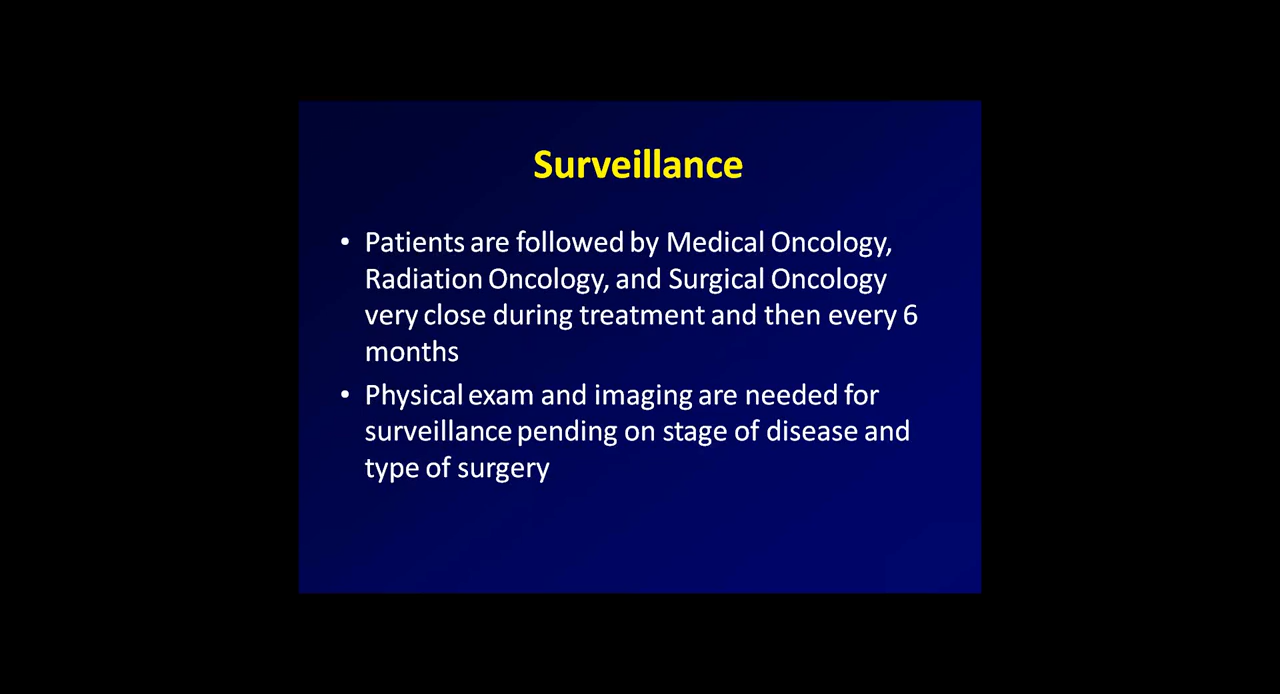 Surveillance
• Patients are followed by Medical Oncology,
Radiation Oncology, and Surgical Oncology
very close during treatment and then every 6
months
• Physical exam and imaging are needed for
surveillance pending on stage of disease and
type of surgery